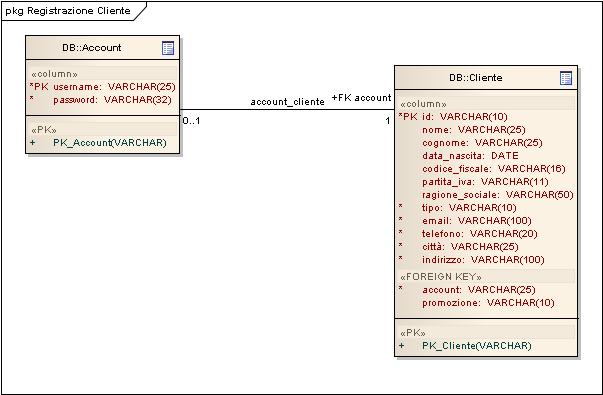 pkg Registrazione Cliente
DB::Account
«column»
*PK username: VARCHAR(25)
* password: VARCHAR(32)
«PK»
+ PK_Account(VARCHAR)
account_cliente
+FK account
0..1
1
DB::Cliente
«column»
*PK id: VARCHAR(10)
nome: VARCHAR(25)
cognome: VARCHAR(25)
data_nascita: DATE
codice_fiscale: VARCHAR(16)
partita_iva: VARCHAR(11)
ragione_sociale: VARCHAR(50)
* tipo: VARCHAR(10)
* email: VARCHAR(100)
* telefono: VARCHAR(20)
* città: VARCHAR(25)
* indirizzo: VARCHAR(100)
«FOREIGN KEY»
* account: VARCHAR(25)
promozione: VARCHAR(10)
«PK»
+ PK_Cliente(VARCHAR)